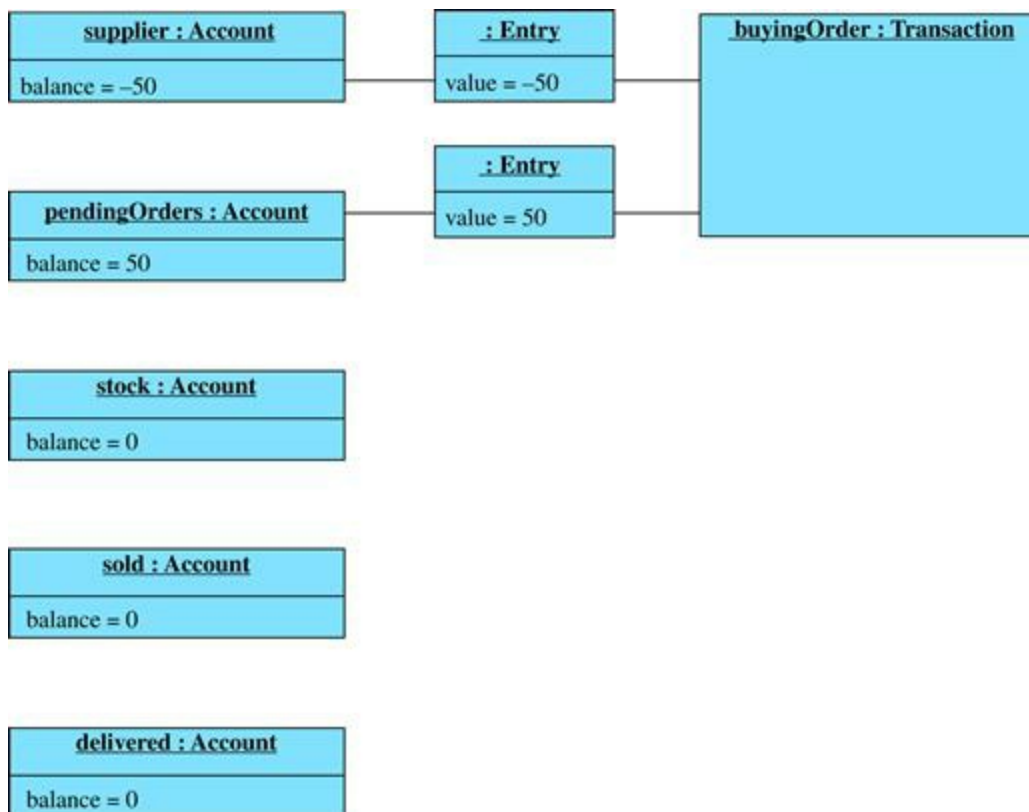 supplier : Account
balance = –50
: Entry
value = –50
buyingOrder : Transaction
: Entry
value = 50
pendingOrders : Account
balance = 50
stock : Account
balance = 0
sold : Account
balance = 0
delivered : Account
balance = 0